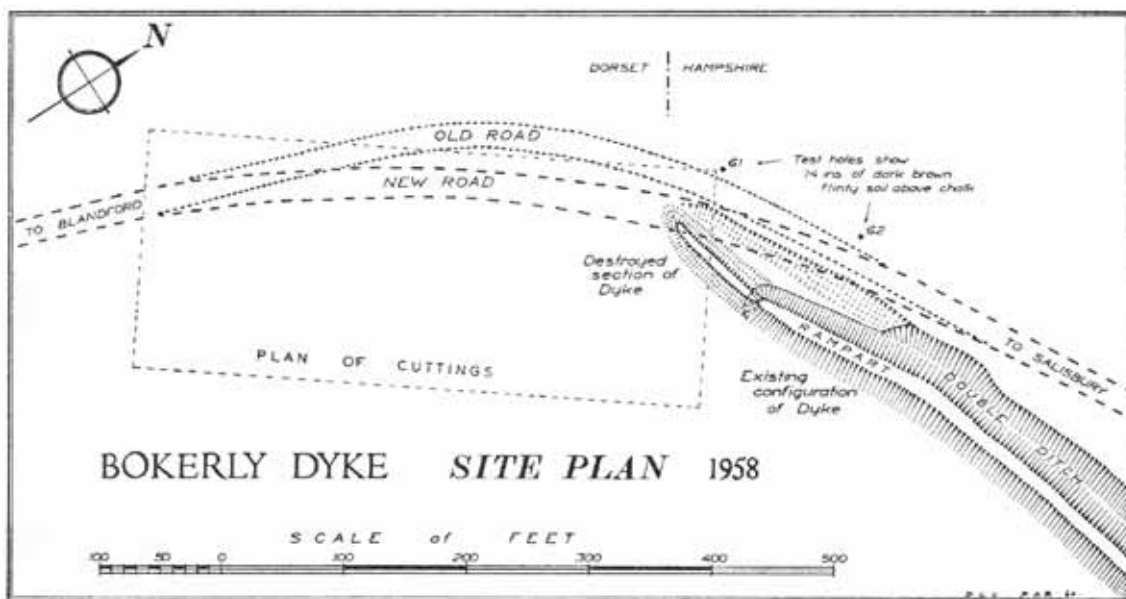 N
DORSET HAMPSHIRE
OLD ROAD
G1
Test holes show
14 ins of dark brown
flinty soil above chalk
NEW ROAD
G2
TO BLANDFORD
Destroyed
section of
Dyke
RAMPART
TO SALISBURY
PLAN OF CUTTINGS
Existing
configuration
of Dyke
DOUBLE DITCH
BOKERLY DYKE SITE PLAN 1958
SCALE of FEET
100 50 0 100 200 300 400 500